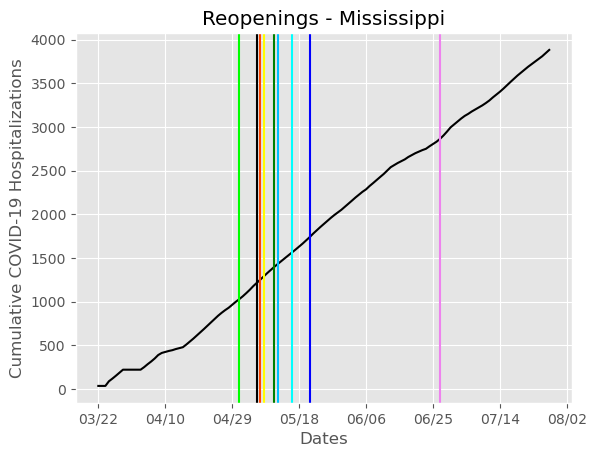 Reopenings - Mississippi
Cumulative COVID-19 Hospitalizations
4000
3500
3000
2500
2000
1500
1000
500
0
03/22 04/10 04/29 05/18 06/06 06/25 07/14 08/02
Dates